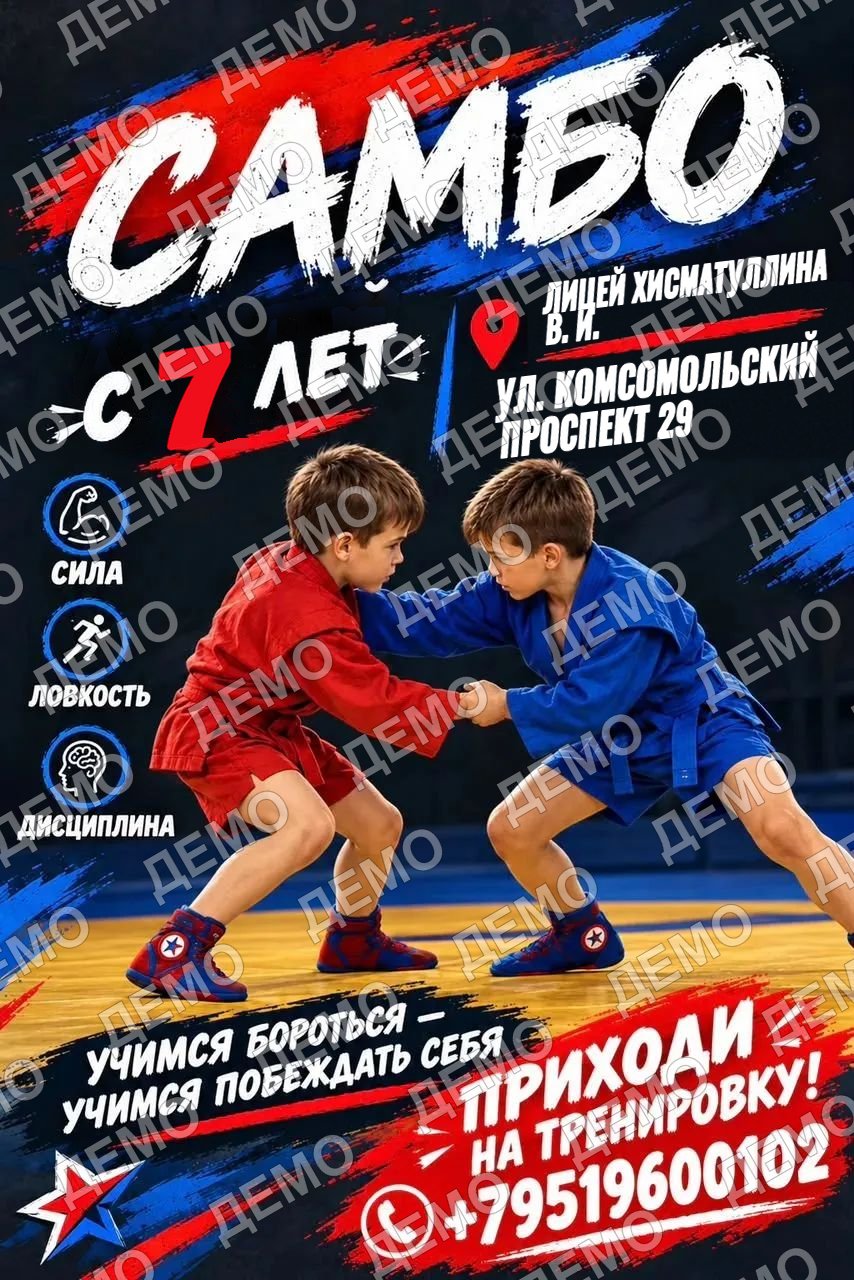 САМБО
С 7 ЛЕТ
ЛИЦЕЙ ХИСМАТУЛЛИНА
В. И.
УЛ. КОМСОМОЛЬСКИЙ
ПРОСПЕКТ 29
СИЛА
ЛОВКОСТЬ
ДИСЦИПЛИНА
УЧИМСЯ БОРОТЬСЯ –
УЧИМСЯ ПОБЕЖДАТЬ СЕБЯ
ПРИХОДИ
НА ТРЕНИРОВКУ!
+79519600102
ДЕМО